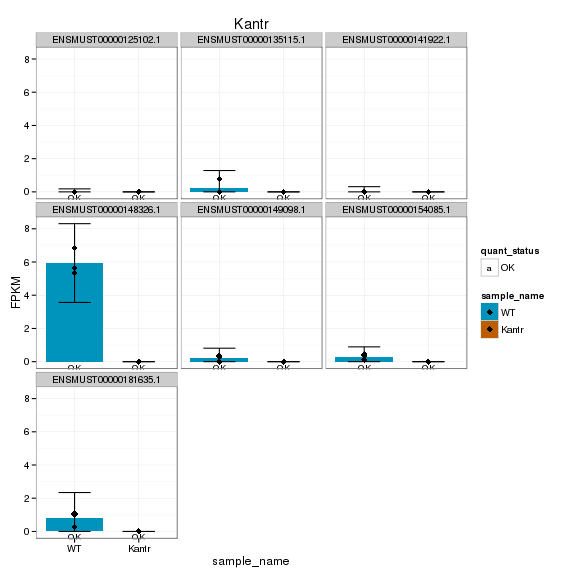 Kantr
ENSMUST00000125102.1 ENSMUST00000135115.1 ENSMUST00000141922.1
8
6
4
2
0
OK OK OK OK OK OK
ENSMUST00000148326.1 ENSMUST00000149098.1 ENSMUST00000154085.1
8
6
4
2
0
OK OK OK OK OK OK
FPKM
quant_status
a OK
sample_name
WT
Kantr
ENSMUST00000181635.1
8
6
4
2
0
OK OK
WT Kantr
sample_name